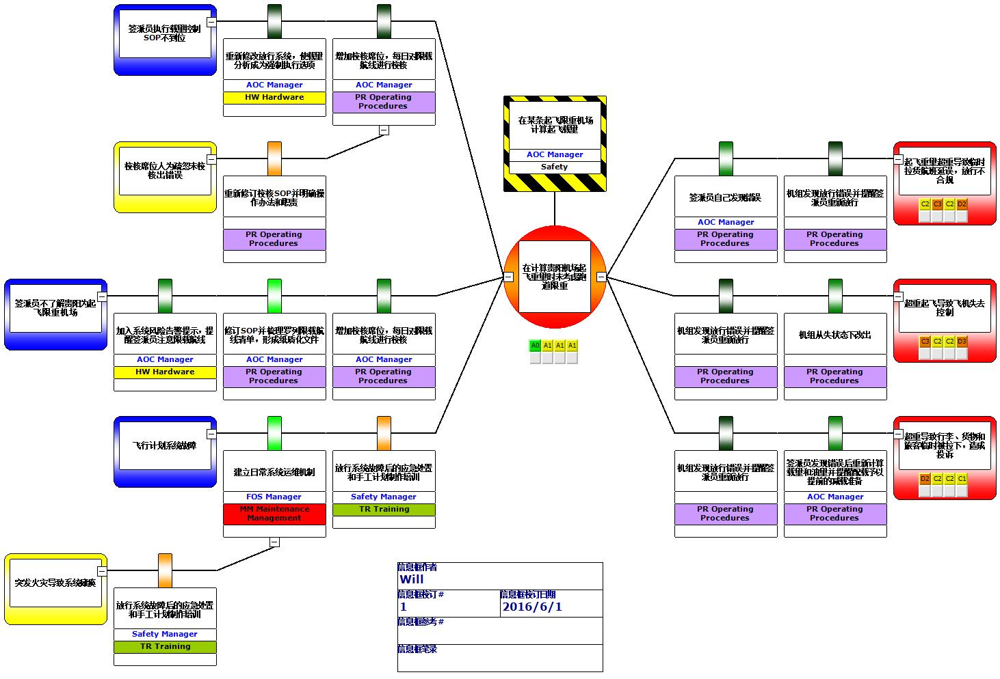 签派员执行载量控制
SOP不到位
重新修改放行系统，使载量
分析成为强制执行选项
AOC Manager
HW Hardware
增加校核席位，每日对限载
航线进行校核
AOC Manager
PR Operating
Procedures
校核席位人为疏忽未校
核出错误
重新修订校核SOP并明确操
作办法和职责
PR Operating
Procedures
签派员不了解贵阳为起
飞限重机场
加入系统风险告警提示，提
醒签派员注意限载航线
AOC Manager
HW Hardware
修订SOP并梳理罗列限载航
线清单，形成纸质化文件
AOC Manager
PR Operating
Procedures
增加校核席位，每日对限载
航线进行校核
AOC Manager
PR Operating
Procedures
飞行计划系统故障
建立日常系统运维机制
FOS Manager
MM Maintenance
Management
放行系统故障后的应急处置
和手工计划制作培训
Safety Manager
TR Training
突发火灾导致系统瘫痪
放行系统故障后的应急处置
和手工计划制作培训
Safety Manager
TR Training
在某条起飞限重机场
计算起飞载量
AOC Manager
Safety
在计算贵阳机场起
飞重量时未考虑跑
道限重
A0 A1 A1 A1
签派员自己发现错误
AOC Manager
PR Operating
Procedures
机组发现放行错误并提醒签
派员重新放行
PR Operating
Procedures
起飞重量超重导致临时
拉货航班延误，放行不
合规
C2 C3 C2 D2
机组发现放行错误并提醒签
派员重新放行
PR Operating
Procedures
机组从失状态下改出
PR Operating
Procedures
超重起飞导致飞机失去
控制
C3 C2 C2 D3
机组发现放行错误并提醒签
派员重新放行
PR Operating
Procedures
签派员发现错误后重新计算
载量和油量并提醒配载予以
提前的减载准备
AOC Manager
PR Operating
Procedures
超重导致行李、货物和
旅客临时被拉下，造成
投诉
D2 C2 C2 C1
信息框作者
Will
信息框校订 #
1
信息框校订日期
2016/6/1
信息框参考 #
信息框笔录